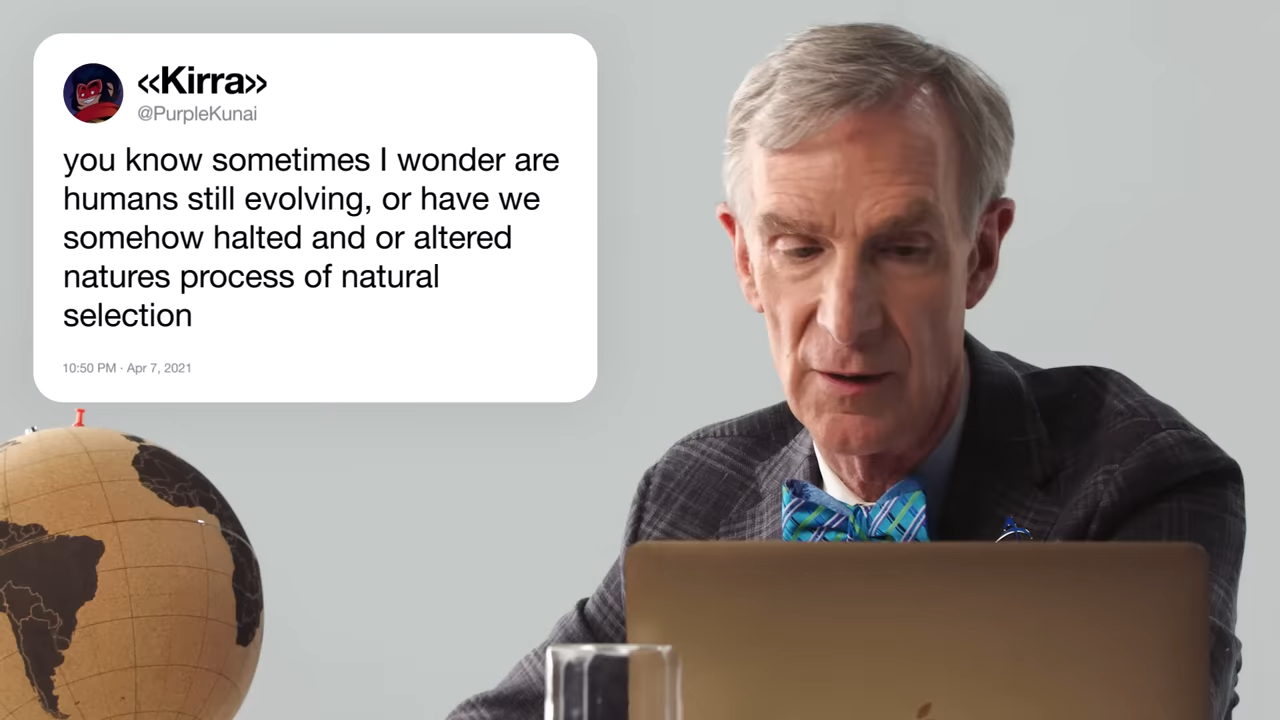 «Kirra»
@PurpleKunai
you know sometimes I wonder are
humans still evolving, or have we
somehow halted and or altered
natures process of natural
selection
10:50 PM · Apr 7, 2021